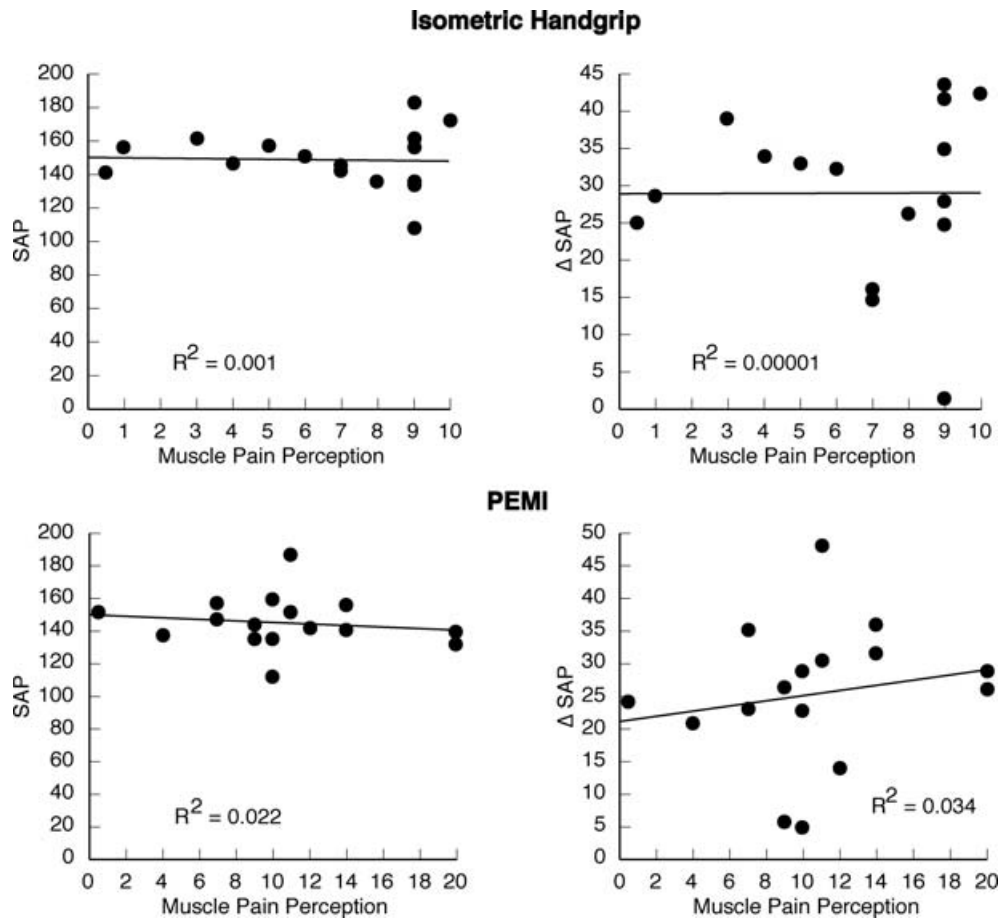 Isometric Handgrip
200
180
160
140
120
100
80
60
40
20
0
SAP
R2 = 0.001
0 1 2 3 4 5 6 7 8 9 10
Muscle Pain Perception
45
40
35
30
25
20
15
10
5
0
Δ SAP
R2 = 0.00001
0 1 2 3 4 5 6 7 8 9 10
Muscle Pain Perception
PEMI
200
180
160
140
120
100
80
60
40
20
0
SAP
R2 = 0.022
0 2 4 6 8 10 12 14 16 18 20
Muscle Pain Perception
50
45
40
35
30
25
20
15
10
5
0
Δ SAP
R2 = 0.034
0 2 4 6 8 10 12 14 16 18 20
Muscle Pain Perception